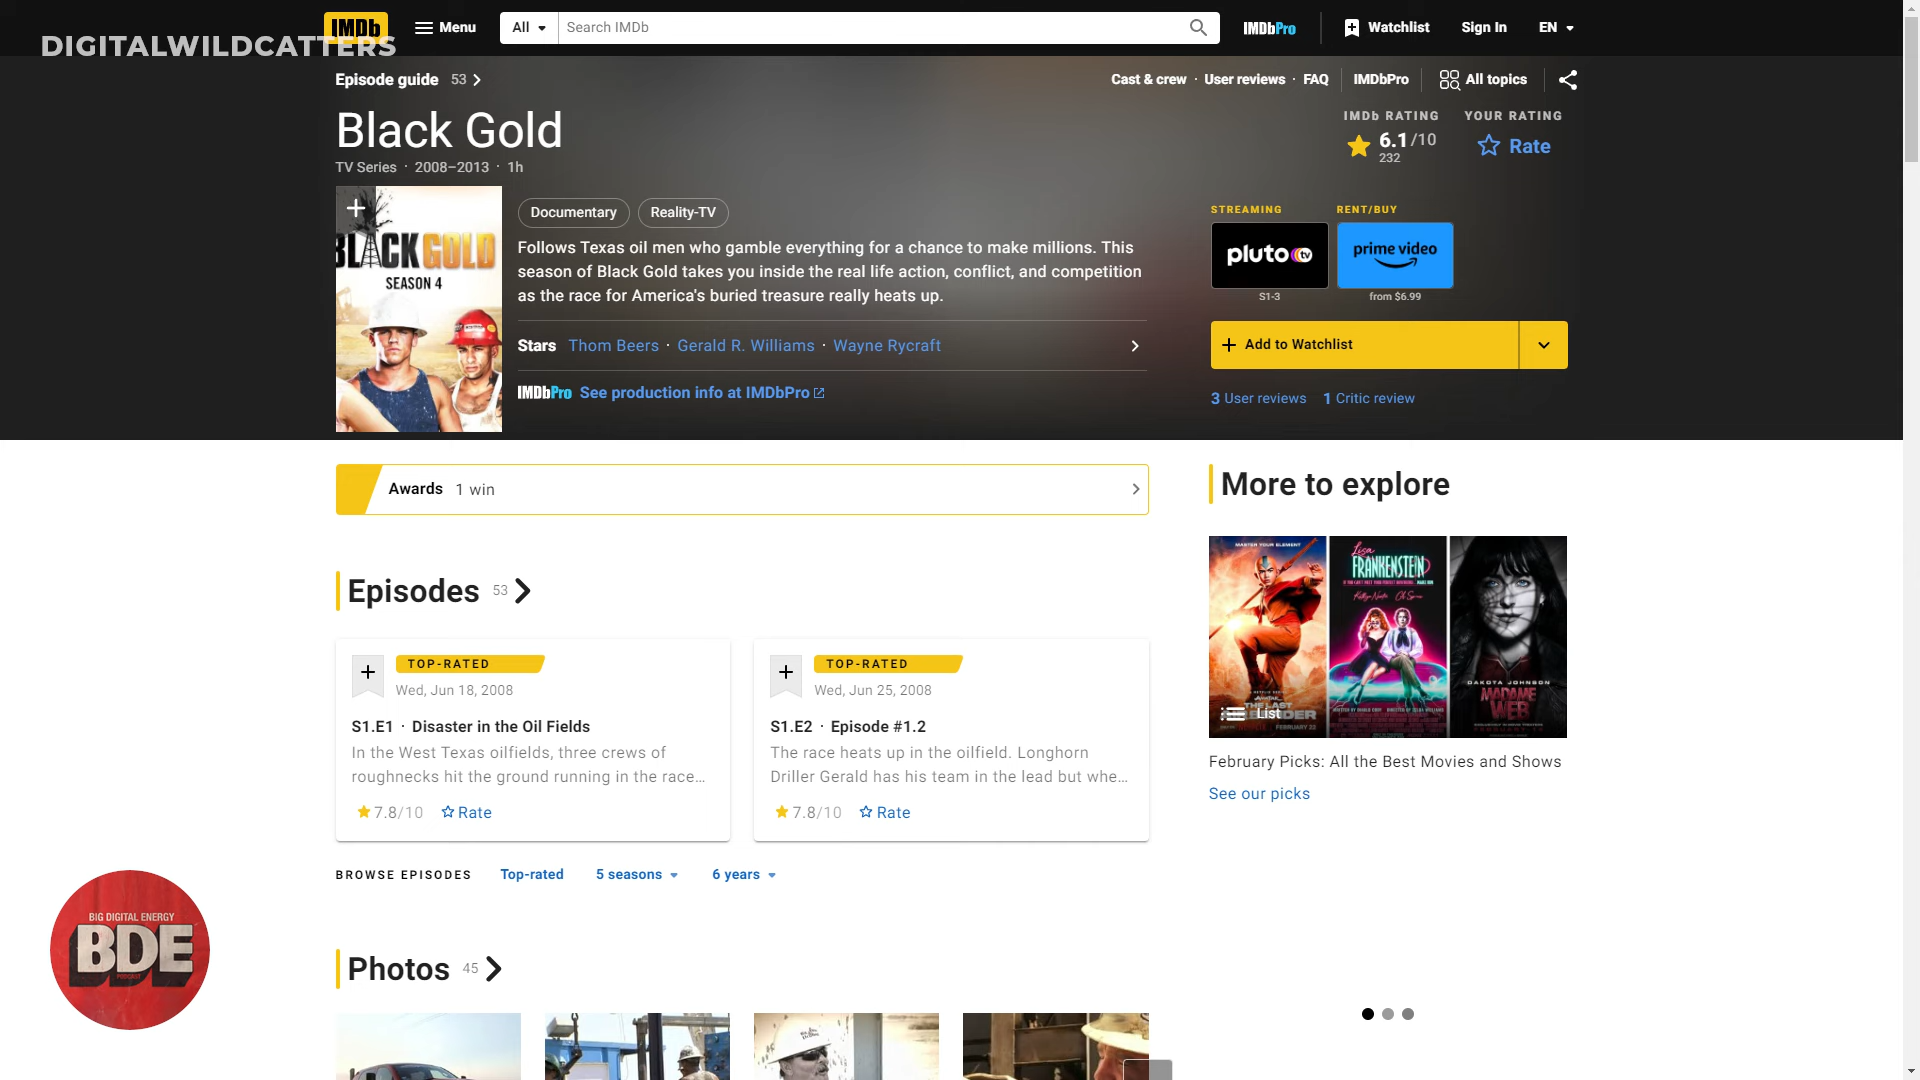 DIGITALWILDCATTERS
IMDb
Menu
All
Search IMDb
IMDbPro
Watchlist
Sign In
EN
Episode guide 53
Cast & crew · User reviews · FAQ
IMDbPro
All topics
Black Gold
TV Series · 2008–2013 · 1h
IMDb RATING
6.1/10
232
YOUR RATING
Rate
BLACK GOLD
SEASON 4
Documentary
Reality-TV
Follows Texas oil men who gamble everything for a chance to make millions. This
season of Black Gold takes you inside the real life action, conflict, and competition
as the race for America's buried treasure really heats up.
Stars Thom Beers · Gerald R. Williams · Wayne Rycraft
IMDbPro See production info at IMDbPro
STREAMING
pluto tv
S1-3
RENT/BUY
prime video
from $6.99
Add to Watchlist
3 User reviews
1 Critic review
Awards 1 win
More to explore
Episodes 53
TOP-RATED
Wed, Jun 18, 2008
S1.E1 · Disaster in the Oil Fields
In the West Texas oilfields, three crews of
roughnecks hit the ground running in the race...
7.8/10
Rate
TOP-RATED
Wed, Jun 25, 2008
S1.E2 · Episode #1.2
The race heats up in the oilfield. Longhorn
Driller Gerald has his team in the lead but whe...
7.8/10
Rate
MASTER YOUR ELEMENT
THE LAST
FEBRUARY 22
Lisa
FRANKENSTEIN
DAKOTA JOHNSON
MADAME
WEB
List
February Picks: All the Best Movies and Shows
See our picks
BROWSE EPISODES
Top-rated
5 seasons
6 years
BIG DIGITAL ENERGY
BDE
PODCAST
Photos 45